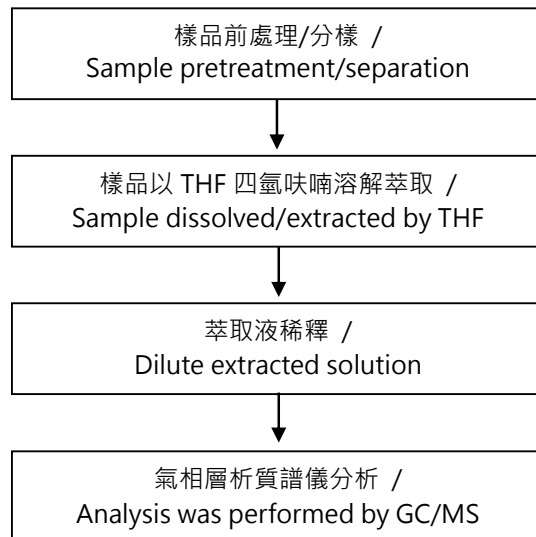 樣品前處理/分樣 /
Sample pretreatment/separation
樣品以 THF 四氫呋喃溶解萃取 /
Sample dissolved/extracted by THF
萃取液稀釋 /
Dilute extracted solution
氣相層析質譜儀分析 /
Analysis was performed by GC/MS